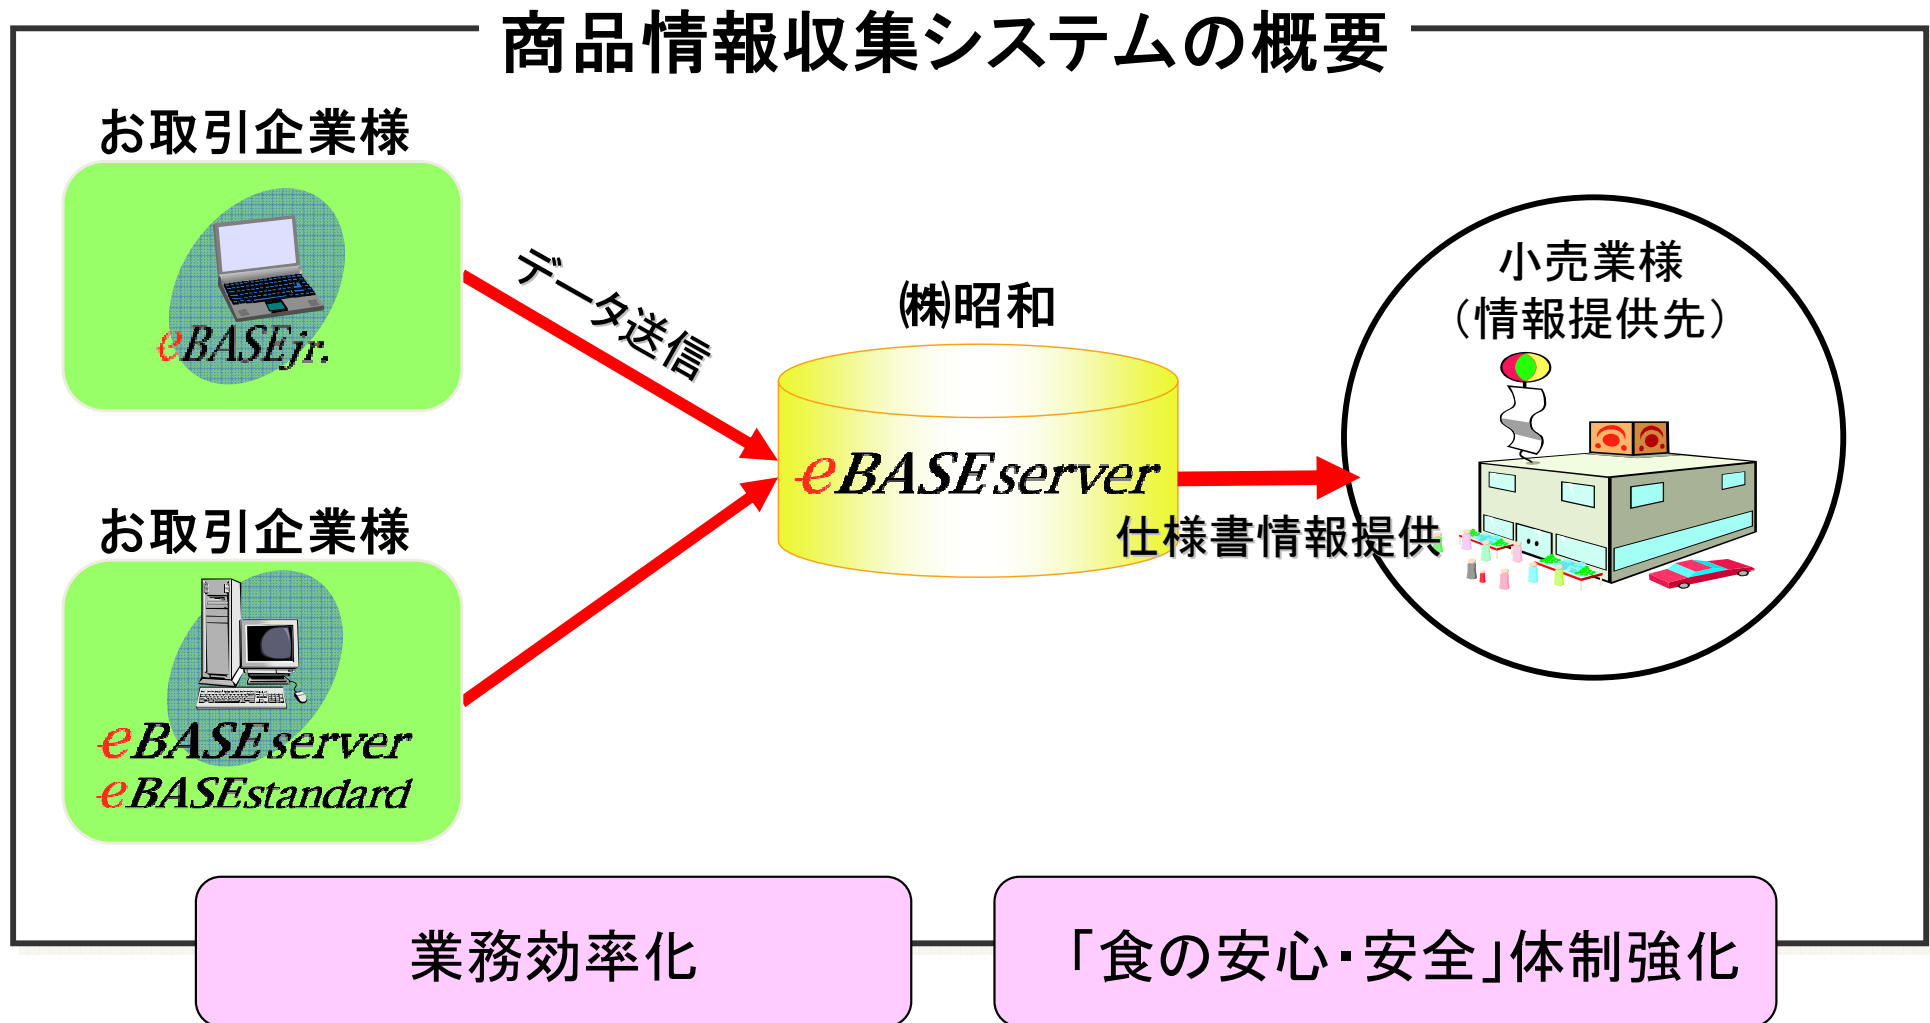 商品情報収集システムの概要
お取引企業様
eBASEjr.
データ送信
お取引企業様
eBASEserver
eBASEstandard
㈱昭和
eBASEserver
仕様書情報提供
小売業様
（情報提供先）
業務効率化
「食の安心・安全」体制強化